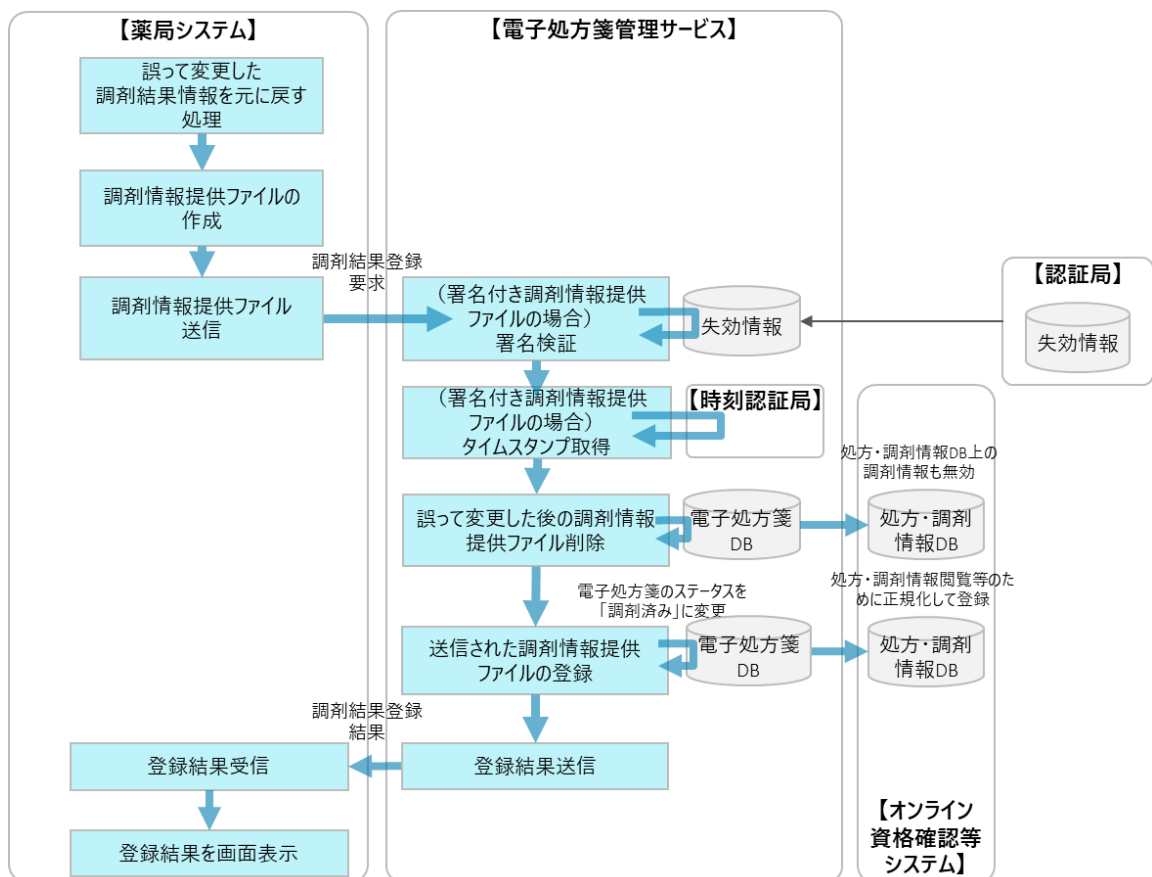 【薬局システム】
誤って変更した
調剤結果情報を元に戻す
処理
調剤情報提供ファイルの
作成
調剤情報提供ファイル
送信
調剤結果登録
要求
【電子処方箋管理サービス】
（署名付き調剤情報提供
ファイルの場合）
署名検証
失効情報
【認証局】
失効情報
（署名付き調剤情報提供
ファイルの場合）
タイムスタンプ取得
【時刻認証局】
処方・調剤情報DB上の
調剤情報も無効
誤って変更した後の調剤情報
提供ファイル削除
電子処方箋
DB
処方・調剤
情報DB
電子処方箋のステータスを
「調剤済み」に変更
処方・調剤情報閲覧等のた
めに正規化して登録
送信された調剤情報提供
ファイルの登録
電子処方箋
DB
処方・調剤
情報DB
調剤結果登録
結果
登録結果送信
登録結果受信
登録結果を画面表示
【オンライン
資格確認等
システム】